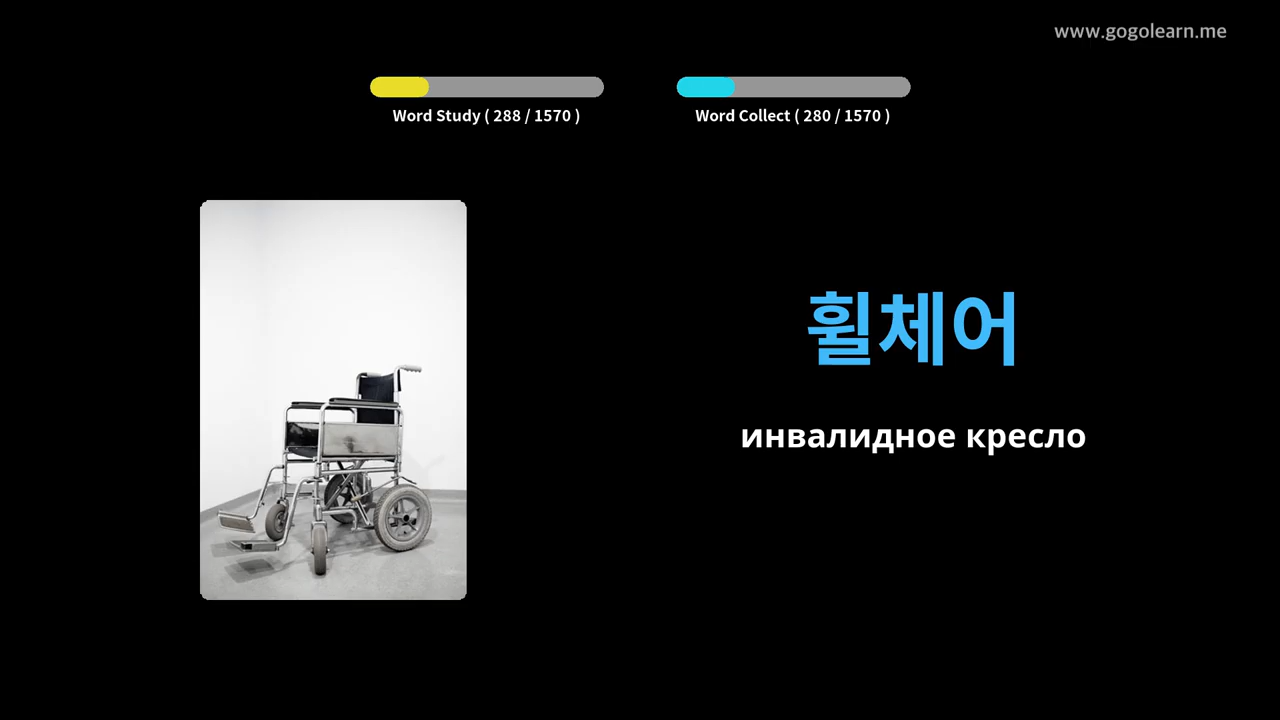 www.gogolearn.me
Word Study ( 288 / 1570 )
Word Collect ( 280 / 1570 )
휠체어
инвалидное кресло